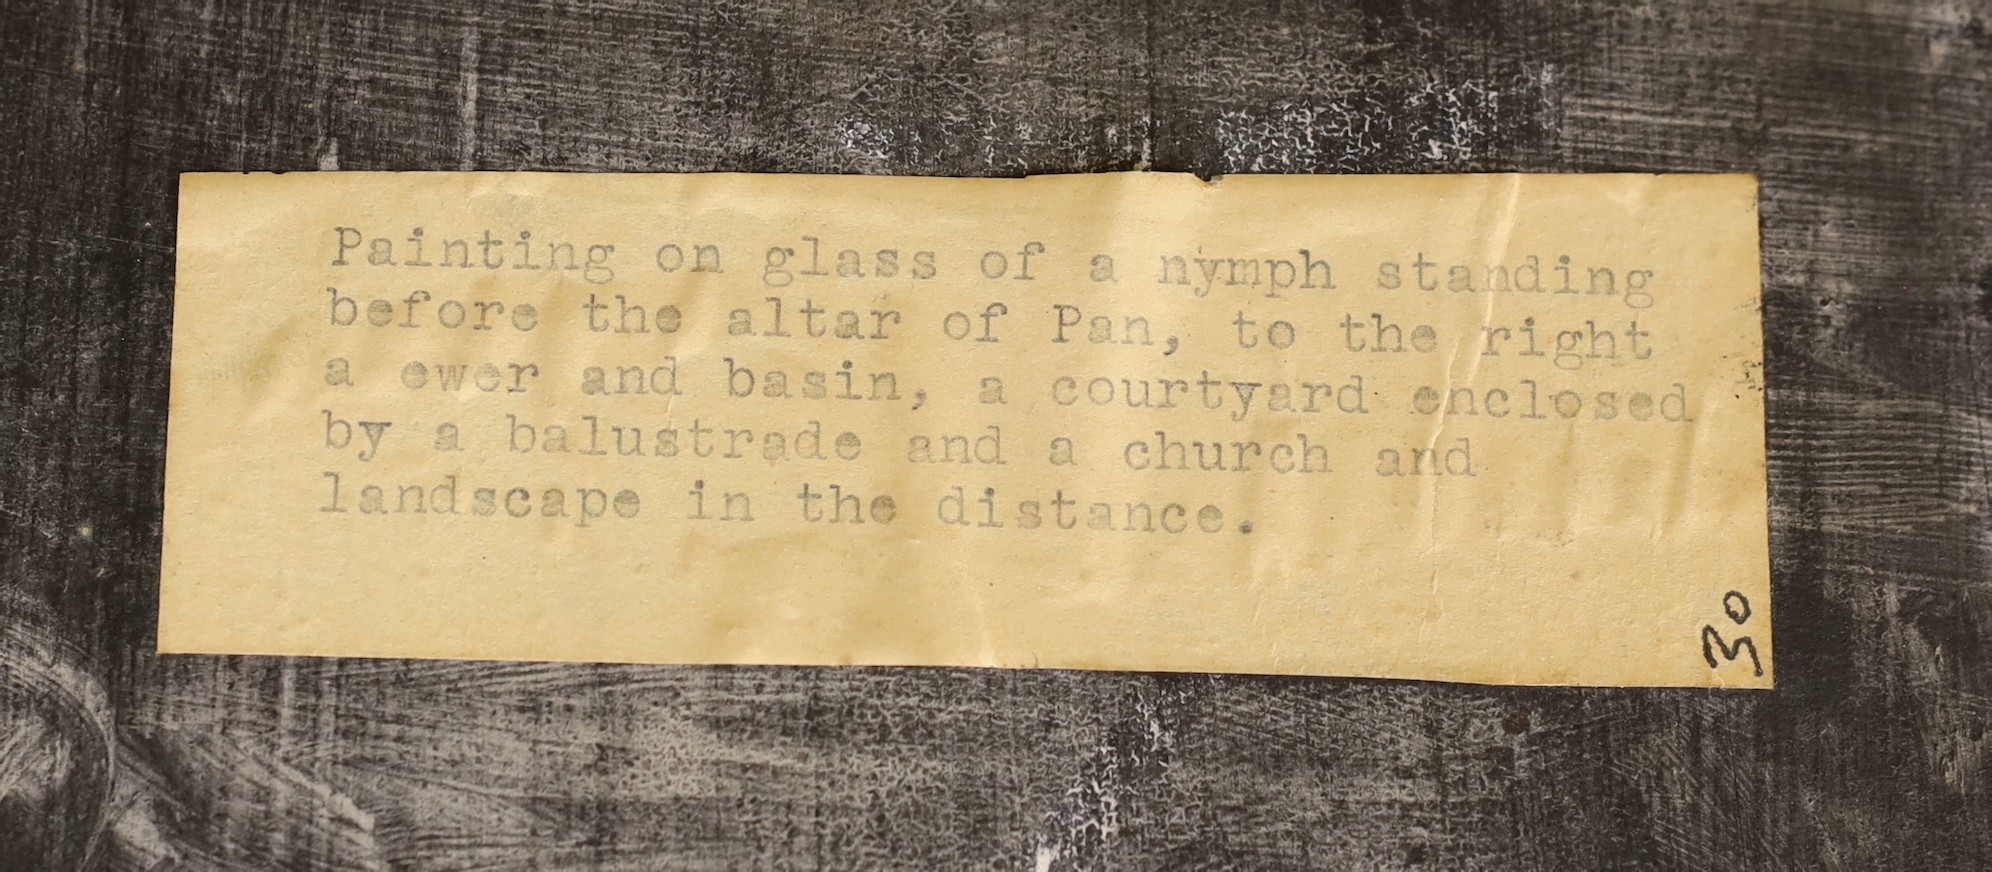 Painting on glass of a nymph standing
before the altar of Pan, to the right
a ewer and basin, a courtyard enclosed
by a balustrade and a church and
landscape in the distance.
30